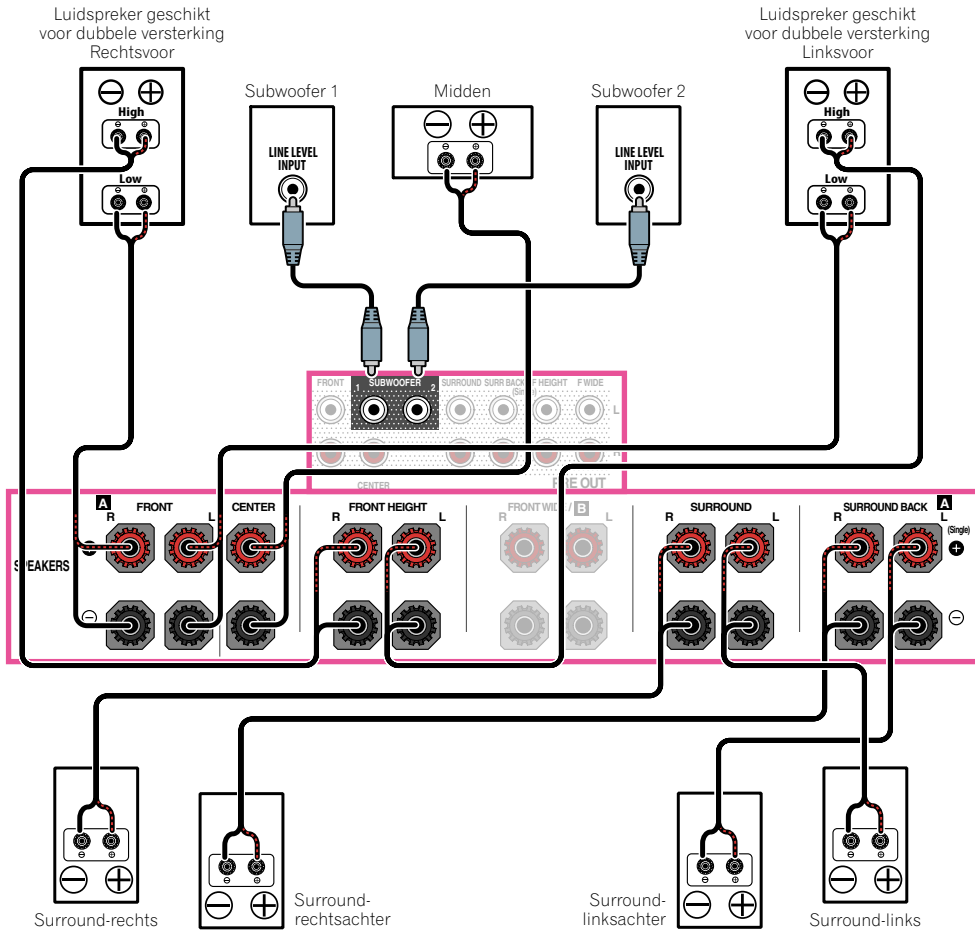 Luidspreker geschikt
voor dubbele versterking
Rechtsvoor
Luidspreker geschikt
voor dubbele versterking
Linksvoor
Subwoofer 1
Midden
Subwoofer 2
High
Low
LINE LEVEL
INPUT
LINE LEVEL
INPUT
High
Low
FRONT
1 SUBWOOFER 2
SURROUND
SURR BACK
(Single)
F HEIGHT
F WIDE
L
R
CENTER
PRE OUT
SPEAKERS
A
R FRONT L
CENTER
R FRONT HEIGHT L
FRONT WIDE / B
R SURROUND L
R SURROUND BACK L
A
(Single)
Surround-rechts
Surround-
rechtsachter
Surround-
linksachter
Surround-links